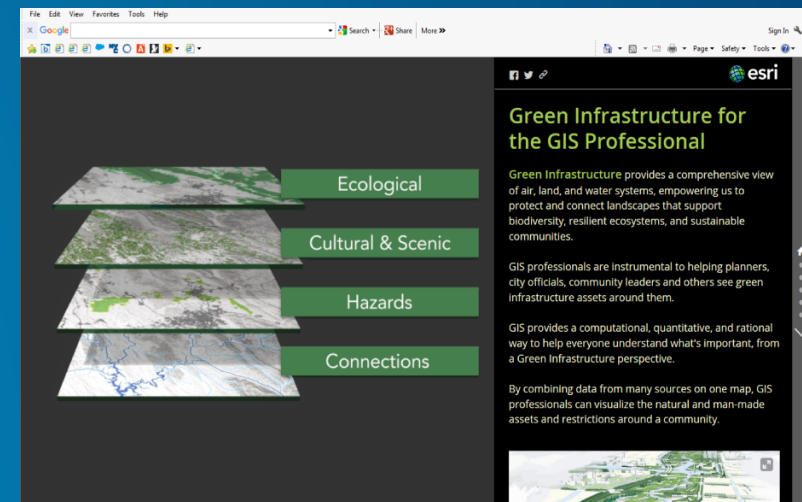 File Edit View Favorites Tools Help
x Google Search Share More »
Sign In
Page Safety Tools
esri
Green Infrastructure for
the GIS Professional
Green Infrastructure provides a comprehensive view
of air, land, and water systems, empowering us to
protect and connect landscapes that support
biodiversity, resilient ecosystems, and sustainable
communities.
GIS professionals are instrumental to helping planners,
city officials, community leaders and others see green
infrastructure assets around them.
GIS provides a computational, quantitative, and rational
way to help everyone understand what's important, from
a Green Infrastructure perspective.
By combining data from many sources on one map, GIS
professionals can visualize the natural and man-made
assets and restrictions around a community.
Ecological
Cultural & Scenic
Hazards
Connections